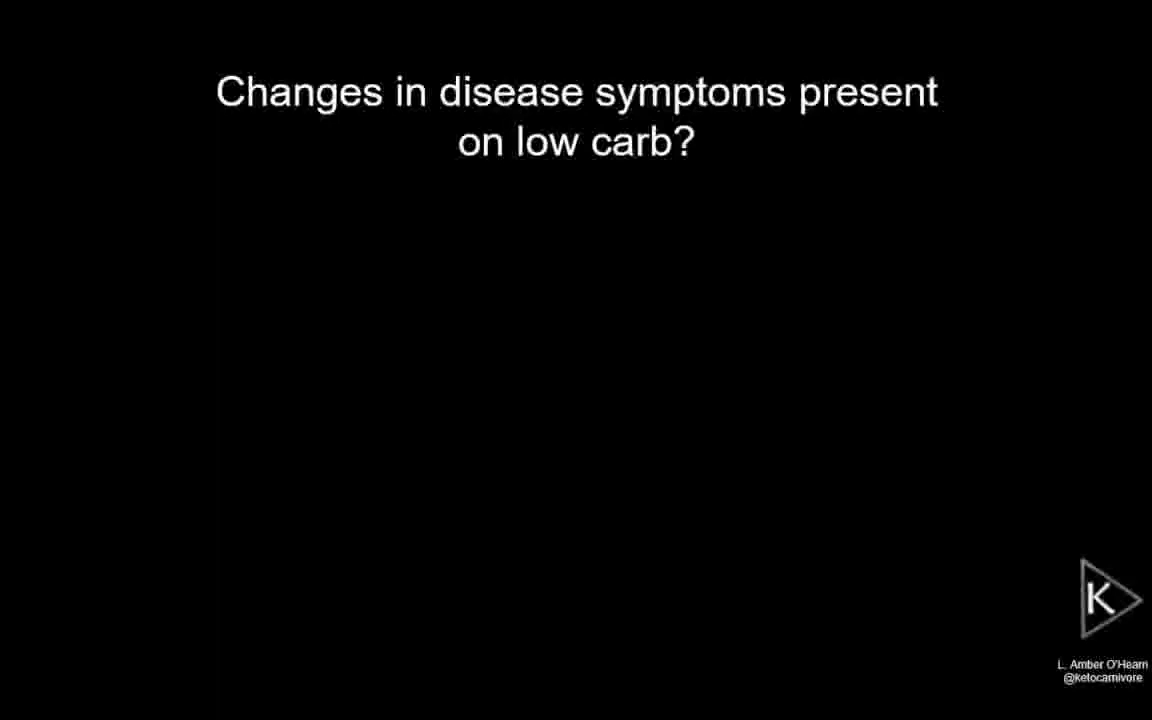 Changes in disease symptoms present
on low carb?
K
L. Amber O'Hearn
@ketocarnivore